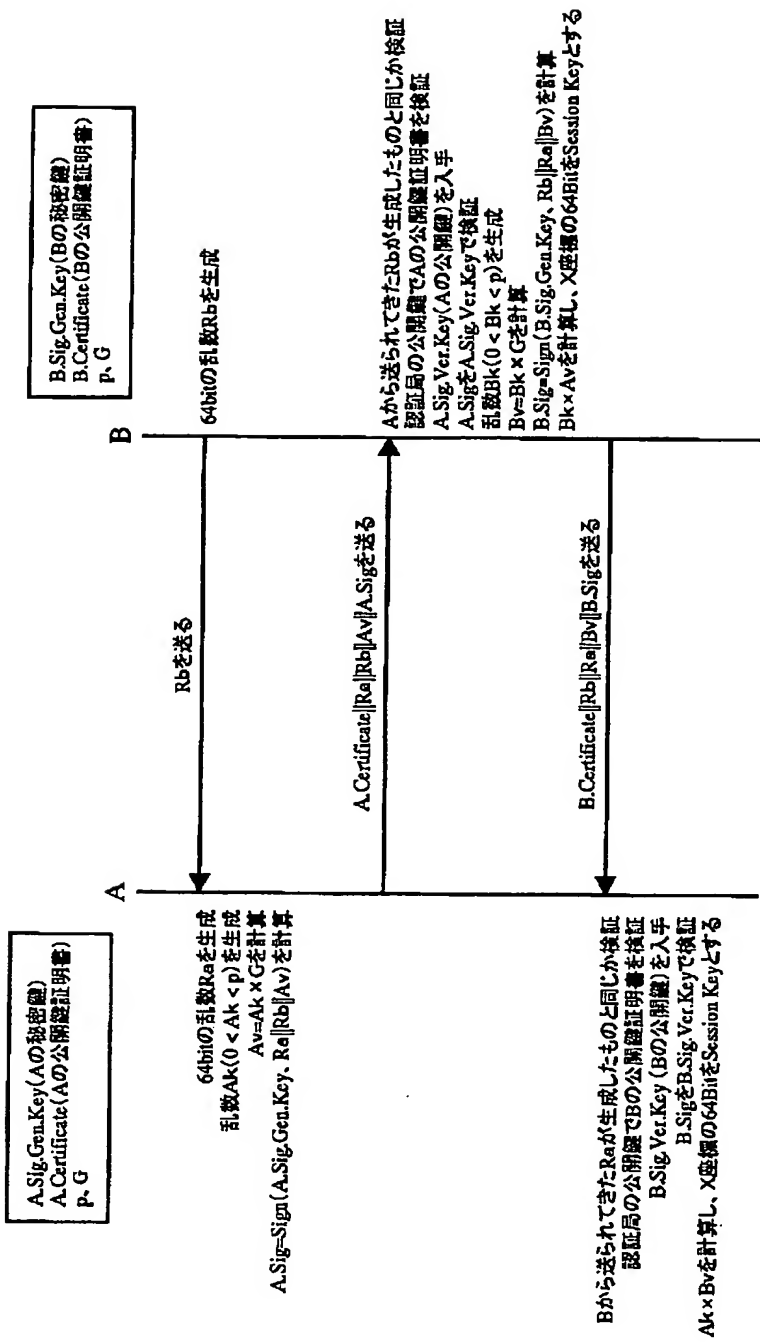 A.Sig.Gen.Key(Aの秘密鍵)
A.Certificate(Aの公開鍵証明書)
p、G
B.Sig.Gen.Key(Bの秘密鍵)
B.Certificate(Bの公開鍵証明書)
p、G
A
B
64bitの乱数Rbを生成
Rbを送る
64bitの乱数Raを生成
乱数Ak(0 < Ak < p)を生成
Av=Ak×Gを計算
A.Sig=Sign(A.Sig.Gen.Key、Ra||Rb||Av)を計算
A.Certificate||Ra||Rb||Av||A.Sigを送る
Aから送られてきたRbが生成したものと同じか検証
認証局の公開鍵でAの公開鍵証明書を検証
A.Sig.Ver.Key(Aの公開鍵)を入手
A.SigをA.Sig.Ver.Keyで検証
乱数Bk(0 < Bk < p)を生成
Bv=Bk×Gを計算
B.Sig=Sign(B.Sig.Gen.Key、Rb||Ra||Bv)を計算
Bk×Avを計算し、X座標の64BitをSession Keyとする
B.Certificate||Rb||Ra||Bv||B.Sigを送る
Bから送られてきたRaが生成したものと同じか検証
認証局の公開鍵でBの公開鍵証明書を検証
B.Sig.Ver.Key (Bの公開鍵)を入手
B.SigをB.Sig.Ver.Keyで検証
Ak×Bvを計算し、X座標の64BitをSession Keyとする